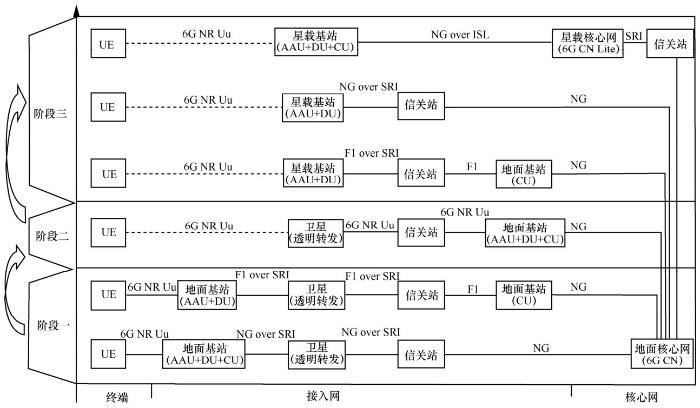 6G NR Uu
NG over ISL
SRI
UE
星载基站
(AAU+DU+CU)
星载核心网
(6G CN Lite)
信关站
阶段三
6G NR Uu
NG over SRI
NG
UE
星载基站
(AAU+DU)
信关站
6G NR Uu
F1 over SRI
F1
NG
UE
星载基站
(AAU+DU)
信关站
地面基站
(CU)
阶段二
6G NR Uu
6G NR Uu
6G NR Uu
NG
UE
卫星
(透明转发)
信关站
地面基站
(AAU+DU+CU)
阶段一
6G NR Uu
F1 over SRI
F1 over SRI
F1
NG
UE
地面基站
(AAU+DU)
卫星
(透明转发)
信关站
地面基站
(CU)
6G NR Uu
NG over SRI
NG over SRI
NG
UE
地面基站
(AAU+DU+CU)
卫星
(透明转发)
信关站
地面核心网
(6G CN)
终端
接入网
核心网